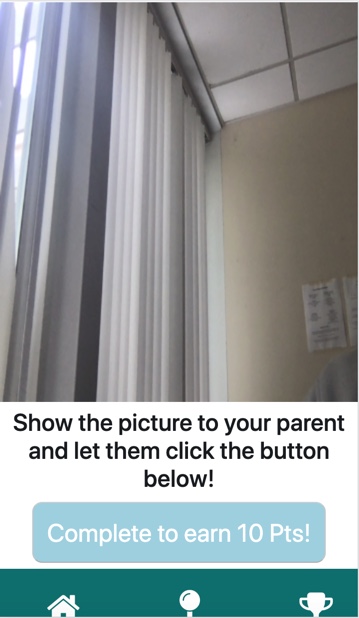 Show the picture to your parent
and let them click the button
below!
Complete to earn 10 Pts!